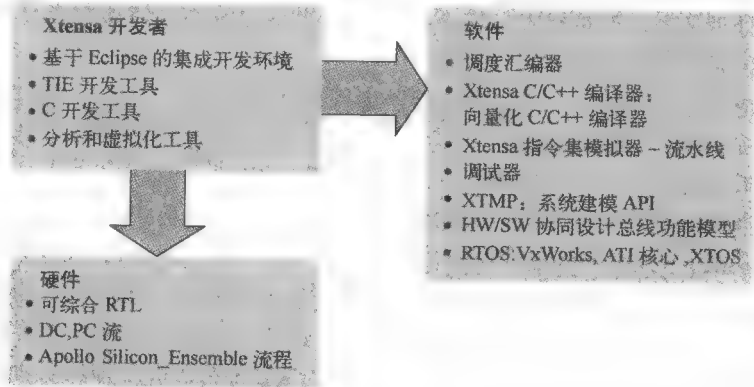 Xtensa 开发者
• 基于 Eclipse 的集成开发环境
• TIE 开发工具
• C 开发工具
• 分析和虚拟化工具
软件
• 调度汇编器
• Xtensa C/C++ 编译器；
向量化 C/C++ 编译器
• Xtensa 指令集模拟器 – 流水线
• 调试器
• XTMP：系统建模 API
• HW/SW 协同设计总线功能模型
• RTOS:VxWorks, ATI 核心 ,XTOS
硬件
• 可综合 RTL
• DC,PC 流
• Apollo Silicon_Ensemble 流程